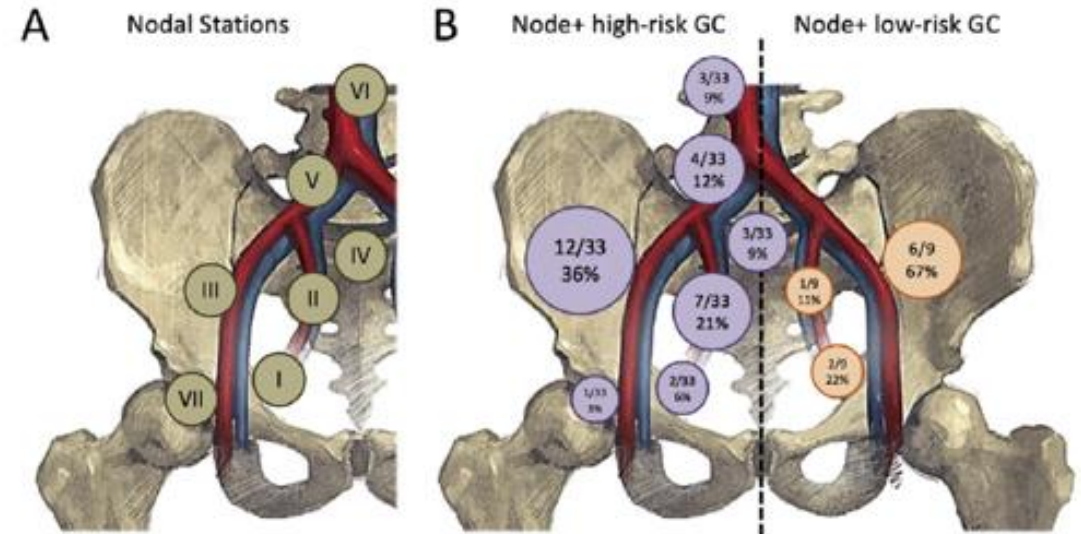 A
Nodal Stations
VI
V
IV
III
II
I
VII
B
Node+ high-risk GC
Node+ low-risk GC
3/33
9%
4/33
12%
3/33
9%
12/33
36%
7/33
21%
2/33
6%
1/33
3%
6/9
67%
1/9
11%
2/9
22%